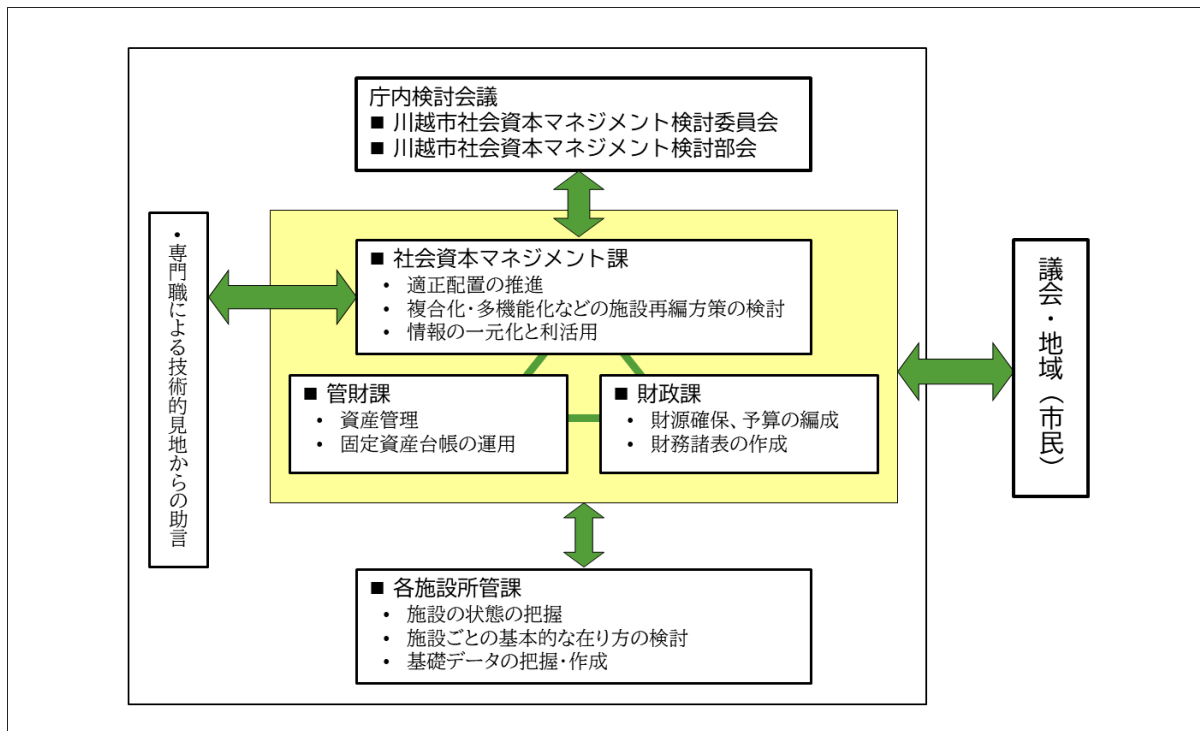 庁内検討会議
■ 川越市社会資本マネジメント検討委員会
■ 川越市社会資本マネジメント検討部会
・専門職による技術的見地からの助言
■ 社会資本マネジメント課
• 適正配置の推進
• 複合化・多機能化などの施設再編方策の検討
• 情報の一元化と利活用
■ 管財課
• 資産管理
• 固定資産台帳の運用
■ 財政課
• 財源確保、予算の編成
• 財務諸表の作成
議会・地域（市民）
■ 各施設所管課
• 施設の状態の把握
• 施設ごとの基本的な在り方の検討
• 基礎データの把握・作成